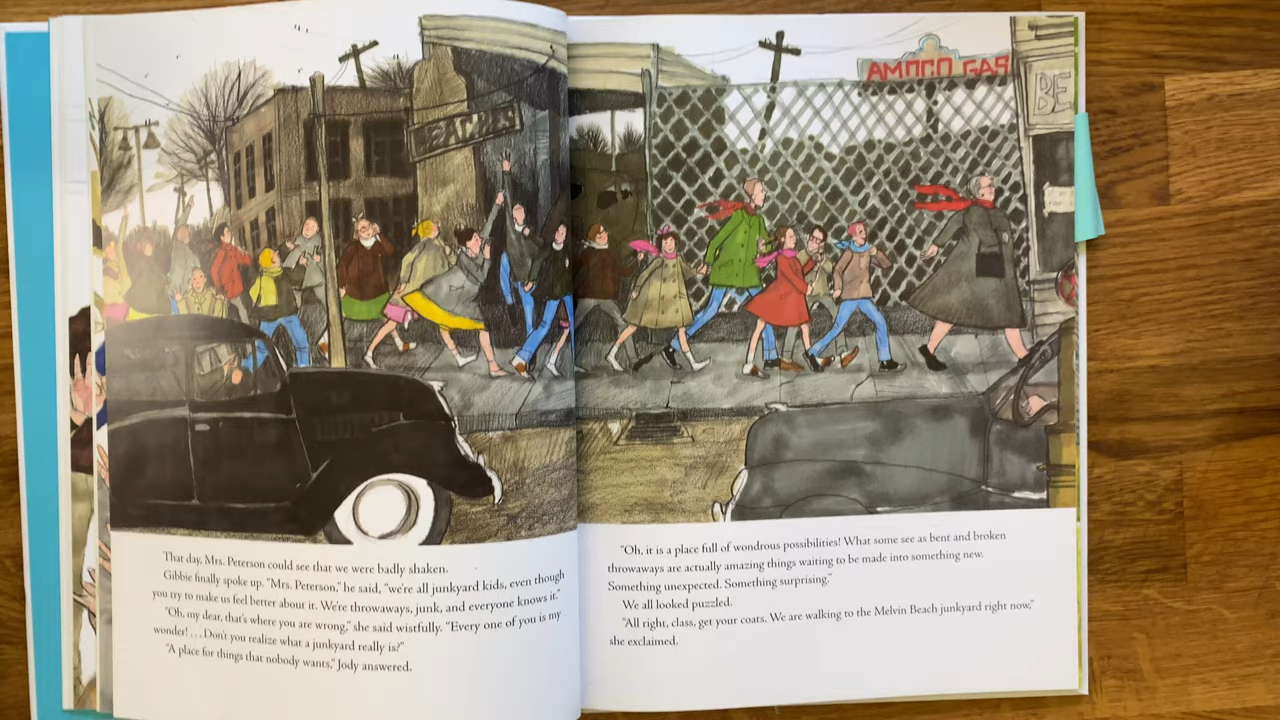 AMOCO GAS
BE
That day, Mrs. Peterson could see that we were badly shaken.
Gibbie finally spoke up. "Mrs. Peterson," he said, "we're all junkyard kids, even though
you try to make us feel better about it. We're throwaways, junk, and everyone knows it."
"Oh, my dear, that's where you are wrong," she said wistfully. "Every one of you is my
wonder! . . . Don't you realize what a junkyard really is?"
"A place for things that nobody wants," Jody answered.
"Oh, it is a place full of wondrous possibilities! What some see as bent and broken
throwaways are actually amazing things waiting to be made into something new.
Something unexpected. Something surprising."
We all looked puzzled.
"All right, class, get your coats. We are walking to the Melvin Beach junkyard right now,"
she exclaimed.